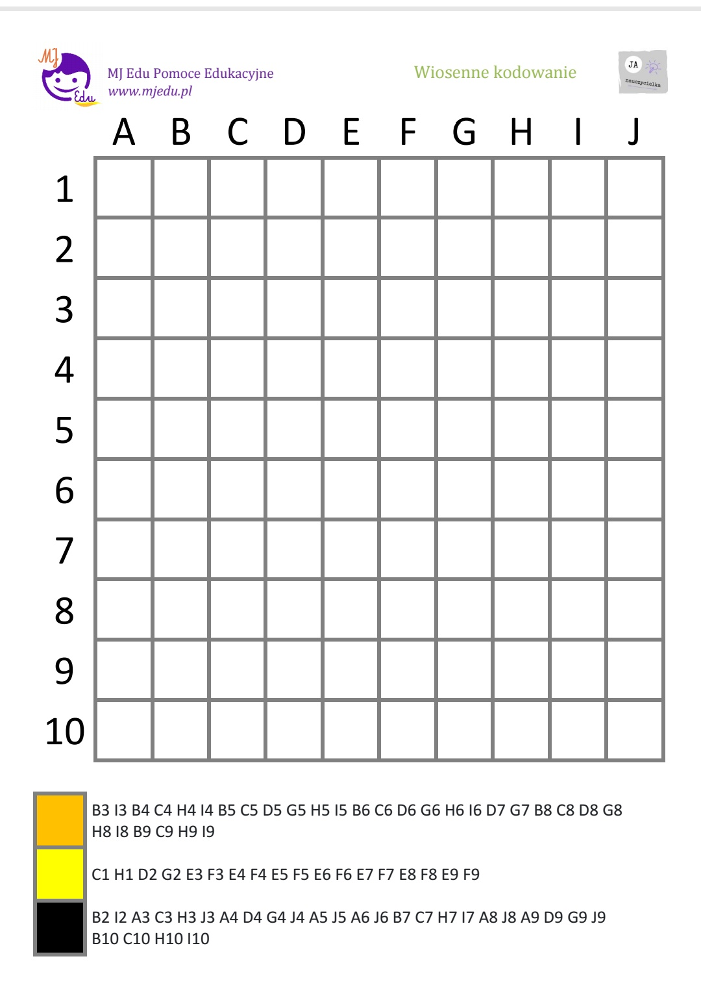 MJ
Edu
MJ Edu Pomoce Edukacyjne
www.mjedu.pl
Wiosenne kodowanie
JA
nauczycielka
A B C D E F G H I J
1
2
3
4
5
6
7
8
9
10
B3 I3 B4 C4 H4 I4 B5 C5 D5 G5 H5 I5 B6 C6 D6 G6 H6 I6 D7 G7 B8 C8 D8 G8
H8 I8 B9 C9 H9 I9
C1 H1 D2 G2 E3 F3 E4 F4 E5 F5 E6 F6 E7 F7 E8 F8 E9 F9
B2 I2 A3 C3 H3 J3 A4 D4 G4 J4 A5 J5 A6 J6 B7 C7 H7 I7 A8 J8 A9 D9 G9 J9
B10 C10 H10 I10